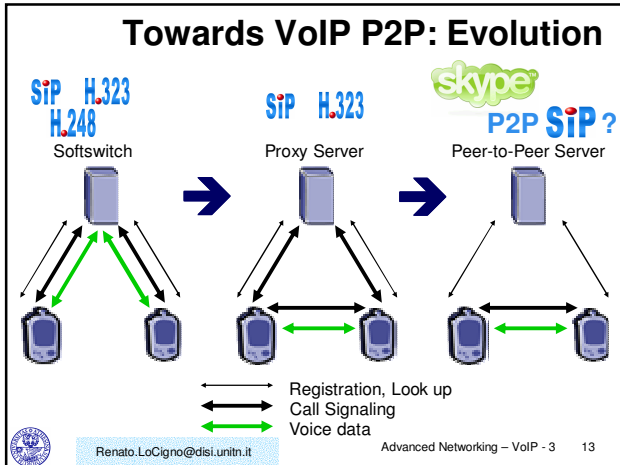 Towards VoIP P2P: Evolution
SiP H.323
H.248
SiP H.323
skype™
P2P SiP ?
Softswitch
Proxy Server
Peer-to-Peer Server
Registration, Look up
Call Signaling
Voice data
Renato.LoCigno@disi.unitn.it
Advanced Networking – VoIP - 3 13